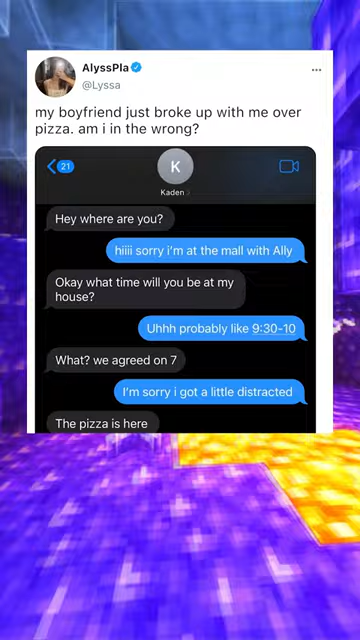 AlyssPla
@Lyssa
my boyfriend just broke up with me over
pizza. am i in the wrong?
21
K
Kaden
Hey where are you?
hiiii sorry i'm at the mall with Ally
Okay what time will you be at my
house?
Uhhh probably like 9:30-10
What? we agreed on 7
I'm sorry i got a little distracted
The pizza is here